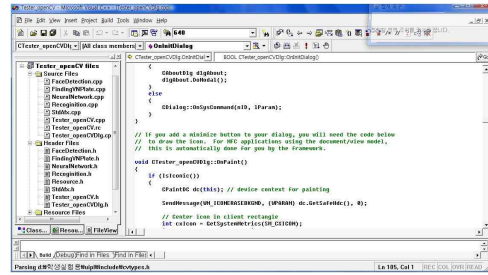 Tester_openCV - Microsoft Visual C++ - [Tester_openCVDlg.cp
File Edit View Insert Project Build Tools Window Help
640
CTester_openCVDlg
[All class members]
OnInitDialog
CTester_openCVDlg::OnInitDial
BOOL CTester_openCVDlg::OnInitDialog()
Tester_openCV files
Source Files
FaceDetection.cpp
FindingVNPlate.cpp
NeuralNetwork.cpp
Recoginition.cpp
StdAfx.cpp
Tester_openCV.cpp
Tester_openCV.rc
Tester_openCVDlg.cp
Header Files
FaceDetection.h
FindingVNPlate.h
NeuralNetwork.h
Recoginition.h
Resource.h
StdAfx.h
Tester_openCV.h
Tester_openCVDlg.h
Resource Files
{
CAboutDlg dlgAbout;
dlgAbout.DoModal();
}
else
{
CDialog::OnSysCommand(nID, lParam);
}
}
// If you add a minimize button to your dialog, you will need the code below
// to draw the icon. For MFC applications using the document/view model,
// this is automatically done for you by the framework.
void CTester_openCVDlg::OnPaint()
{
if (IsIconic())
{
CPaintDC dc(this); // device context for painting
SendMessage(WM_ICONERASEBKGND, (WPARAM) dc.GetSafeHdc(), 0);
// Center icon in client rectangle
int cxIcon = GetSystemMetrics(SM_CXICON);
Class... Resou... FileView
Build Debug Find in Files 1 Find in Files
Ln 105, Col 1 REC COL OVR READ